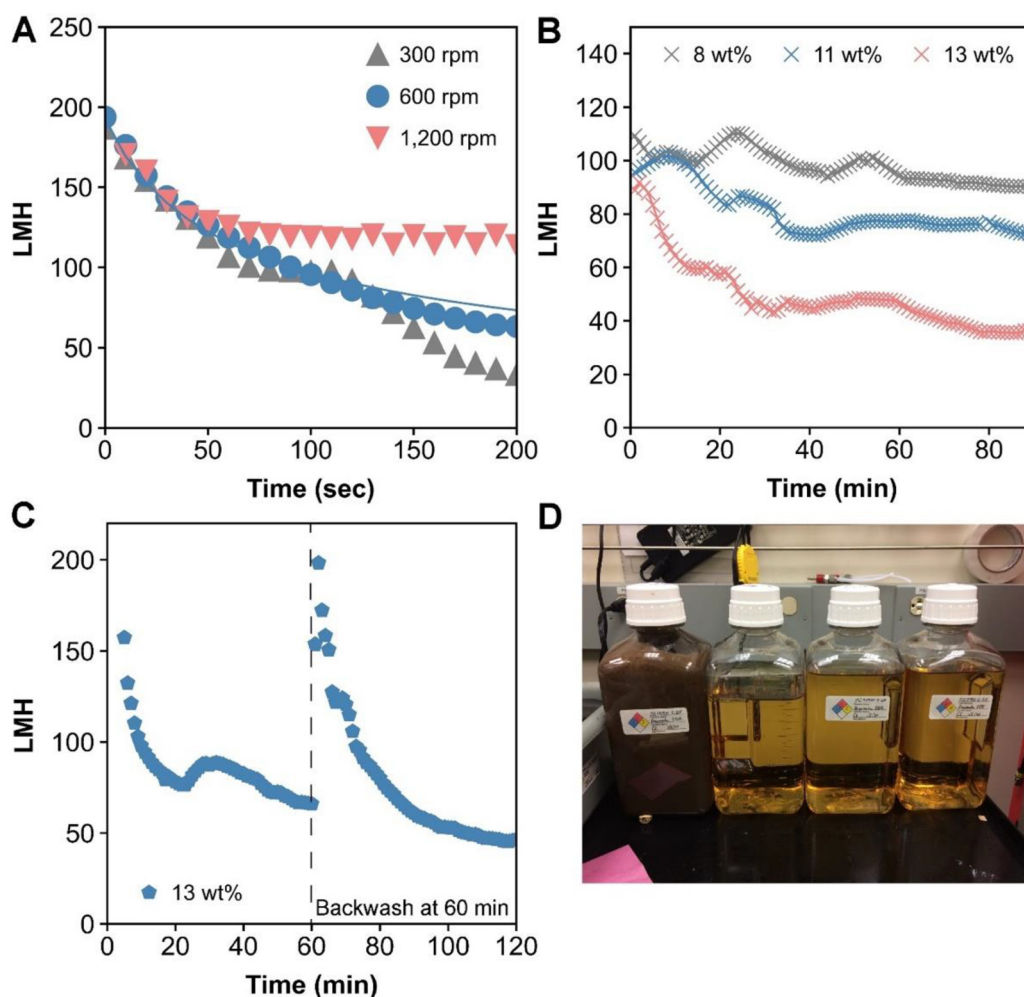 A
250
200
150
100
50
0
LMH
300 rpm
600 rpm
1,200 rpm
0 50 100 150 200
Time (sec)
B
140
120
100
80
60
40
20
0
LMH
8 wt% 11 wt% 13 wt%
0 20 40 60 80
Time (min)
C
200
150
100
50
0
LMH
13 wt%
Backwash at 60 min
0 20 40 60 80 100 120
Time (min)
D